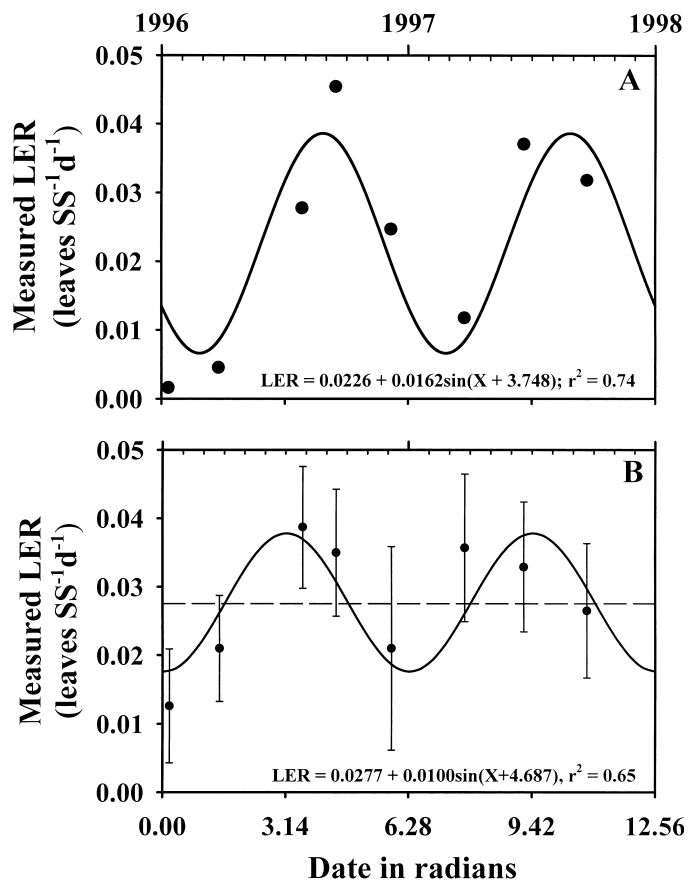 1996 1997 1998
A
0.05
0.04
0.03
0.02
0.01
0.00
Measured LER
(leaves SS⁻¹d⁻¹)
LER = 0.0226 + 0.0162sin(X + 3.748); r² = 0.74
B
0.05
0.04
0.03
0.02
0.01
0.00
Measured LER
(leaves SS⁻¹d⁻¹)
LER = 0.0277 + 0.0100sin(X+4.687), r² = 0.65
0.00 3.14 6.28 9.42 12.56
Date in radians